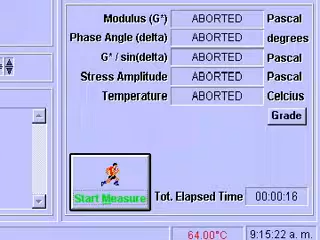 Modulus (G*) ABORTED Pascal
Phase Angle (delta) ABORTED degrees
G* / sin(delta) ABORTED Pascal
Stress Amplitude ABORTED Pascal
Temperature ABORTED Celcius
Grade
Start Measure Tot. Elapsed Time 00:00:16
64.00°C 9:15:22 a. m.